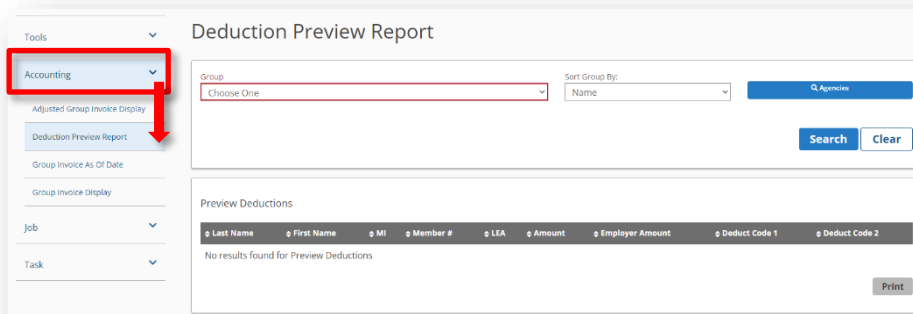 Tools
Accounting
Adjusted Group Invoice Display
Deduction Preview Report
Group Invoice As Of Date
Group Invoice Display
Job
Task
Deduction Preview Report
Group
Sort Group By:
Choose One
Name
Agencies
Search
Clear
Preview Deductions
Last Name First Name MI Member # LEA Amount Employer Amount Deduct Code 1 Deduct Code 2
No results found for Preview Deductions
Print